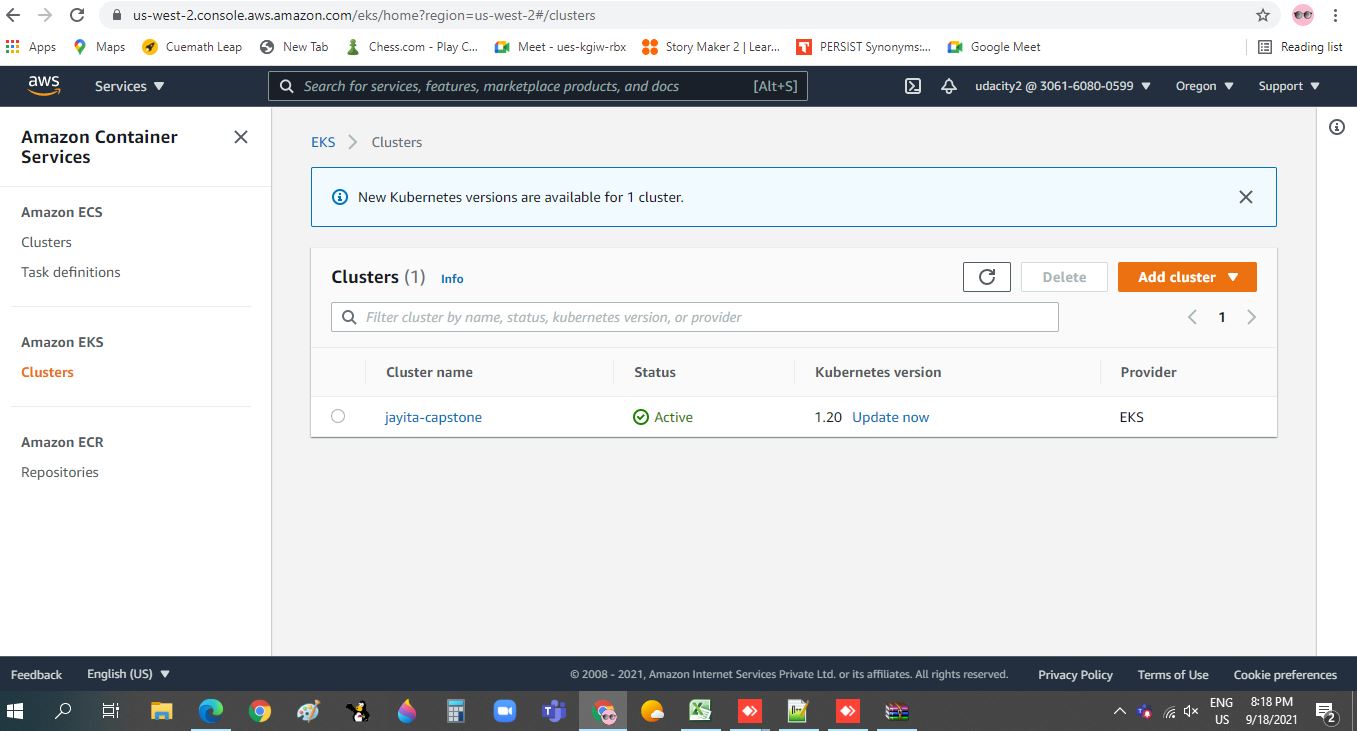 us-west-2.console.aws.amazon.com/eks/home?region=us-west-2#/clusters
Apps Maps Cuemath Leap New Tab Chess.com - Play C... Meet - ues-kgiw-rbx Story Maker 2 | Lear... PERSIST Synonyms:... Google Meet Reading list
aws Services ▼ Search for services, features, marketplace products, and docs [Alt+S] udacity2 @ 3061-6080-0599 ▼ Oregon ▼ Support ▼
Amazon Container
Services
Amazon ECS
Clusters
Task definitions
Amazon EKS
Clusters
Amazon ECR
Repositories
EKS > Clusters
New Kubernetes versions are available for 1 cluster.
Clusters (1) Info Delete Add cluster ▼
Filter cluster by name, status, kubernetes version, or provider < 1 >
Cluster name Status Kubernetes version Provider
jayita-capstone Active 1.20 Update now EKS
Feedback English (US) ▼ © 2008 - 2021, Amazon Internet Services Private Ltd. or its affiliates. All rights reserved. Privacy Policy Terms of Use Cookie preferences
ENG 8:18 PM
US 9/18/2021 2